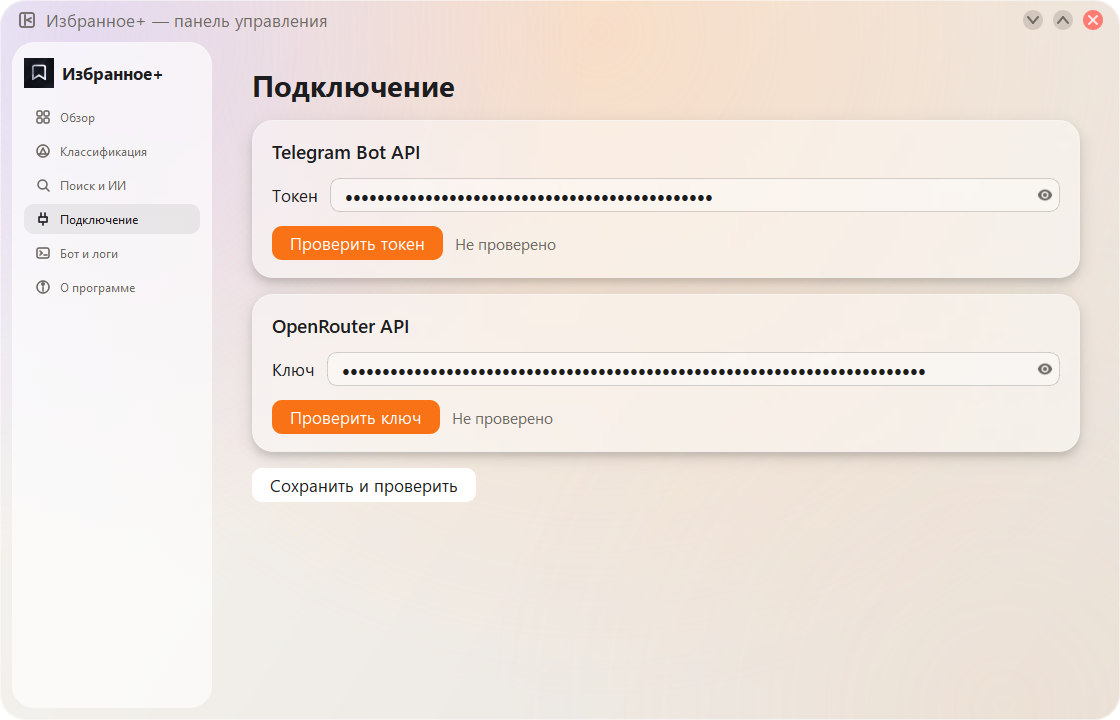 Избранное+ — панель управления
Избранное+
Обзор
Классификация
Поиск и ИИ
Подключение
Бот и логи
О программе
Подключение
Telegram Bot API
Токен
Проверить токен
Не проверено
OpenRouter API
Ключ
Проверить ключ
Не проверено
Сохранить и проверить